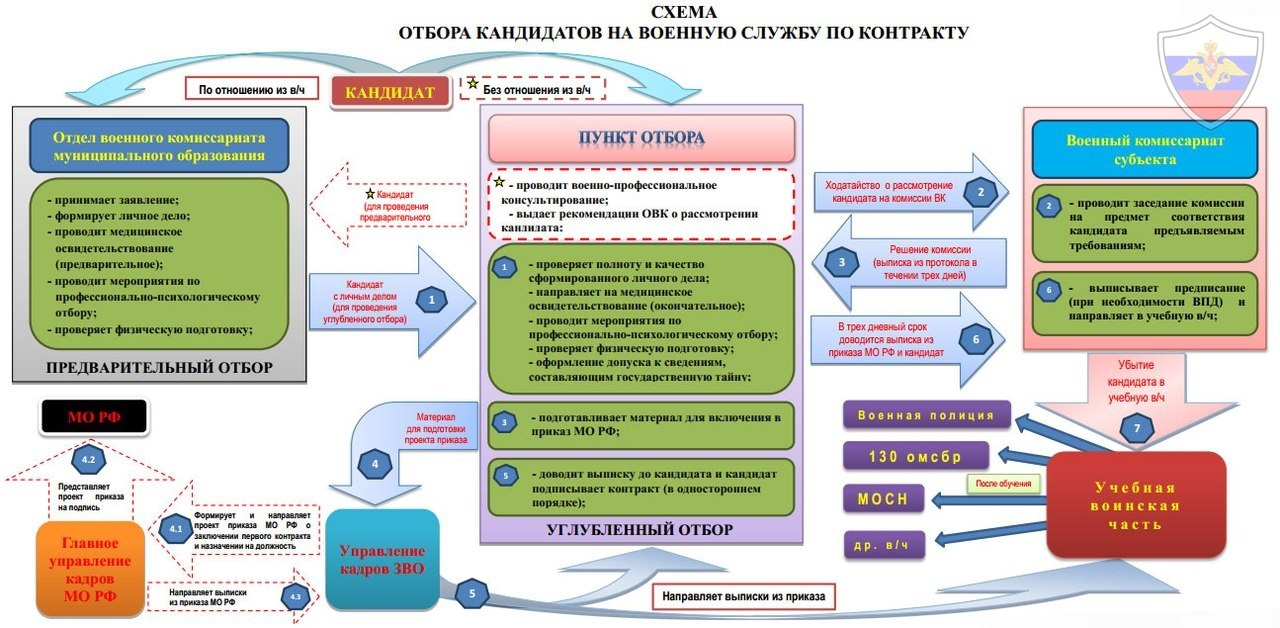 СХЕМА
ОТБОРА КАНДИДАТОВ НА ВОЕННУЮ СЛУЖБУ ПО КОНТРАКТУ
По отношению из в/ч
КАНДИДАТ
Без отношения из в/ч
Отдел военного комиссариата
муниципального образования
- принимает заявление;
- формирует личное дело;
- проводит медицинское
освидетельствование
(предварительное);
- проводит мероприятия по
профессионально-психологическому
отбору;
- проверяет физическую подготовку;
ПРЕДВАРИТЕЛЬНЫЙ ОТБОР
Кандидат
(для проведения
предварительного
Кандидат
с личным делом
(для проведения
углубленного отбора)
1
ПУНКТ ОТБОРА
- проводит военно-профессиональное
консультирование;
- выдает рекомендации ОВК о рассмотрении
кандидата:
1
- проверяет полноту и качество
сформированного личного дела;
- направляет на медицинское
освидетельствование (окончательное);
- проводит мероприятия по
профессионально-психологическому отбору;
- проверяет физическую подготовку;
- оформление допуска к сведениям,
составляющим государственную тайну;
3
- подготавливает материал для включения в
приказ МО РФ;
5
- доводит выписку до кандидата и кандидат
подписывает контракт (в одностороннем
порядке);
УГЛУБЛЕННЫЙ ОТБОР
Ходатайство о рассмотрение
кандидата на комиссии ВК
2
3
Решение комиссии
(выписка из протокола в
течении трех дней)
В трех дневный срок
доводится выписка из
приказа МО РФ и кандидат
6
Военный комиссариат
субъекта
2
- проводит заседание комиссии
на предмет соответствия
кандидата предъявляемым
требованиям;
6
- выписывает предписание
(при необходимости ВПД) и
направляет в учебную в/ч;
Убытие
кандидата в
учебную в/ч
7
Военная полиция
130 омсбр
МОСН
др. в/ч
После обучения
Учебная
воинская
часть
МО РФ
4.2
Представляет
проект приказа
на подпись
Главное
управление
кадров
МО РФ
4.1
Формирует и направляет
проект приказа МО РФ о
заключении первого контракта
и назначении на должность
Направляет выписки
из приказа МО РФ
4.3
Материал
для подготовки
проекта приказа
4
Управление
кадров ЗВО
5
Направляет выписки из приказа